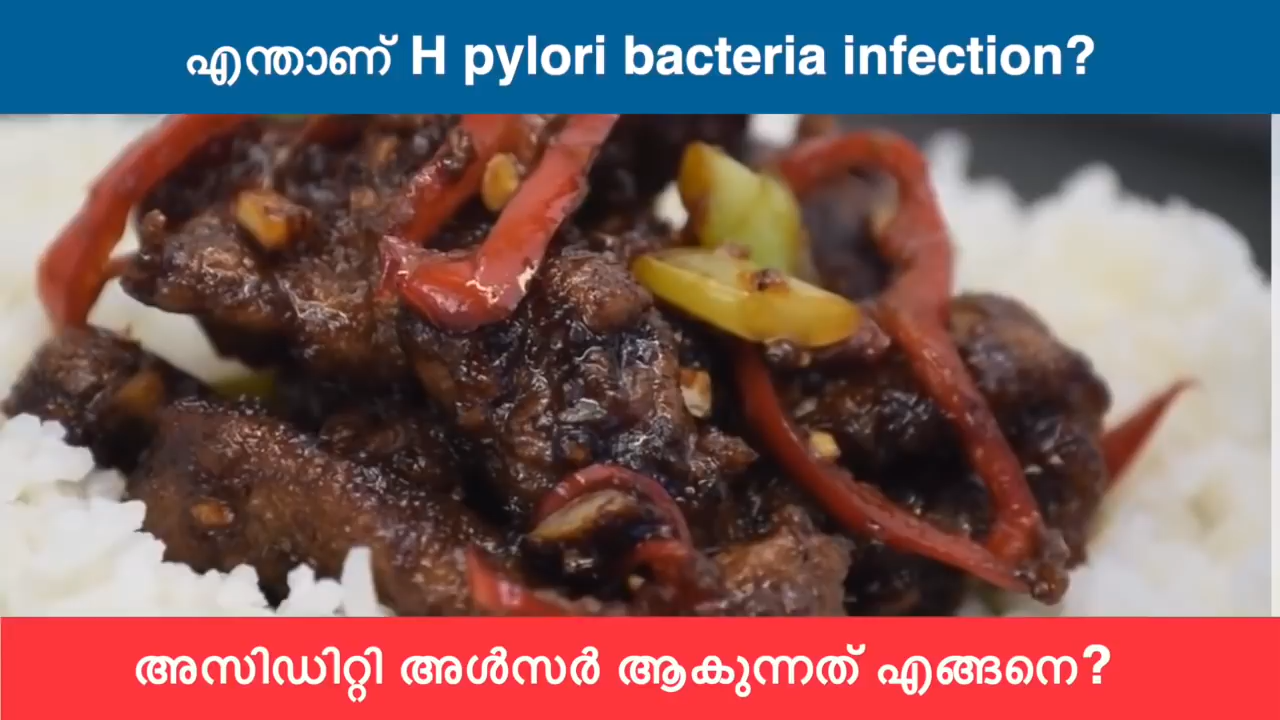 എന്താണ് H pylori bacteria infection?
അസിഡിറ്റി അൾസർ ആകുന്നത് എങ്ങനെ?